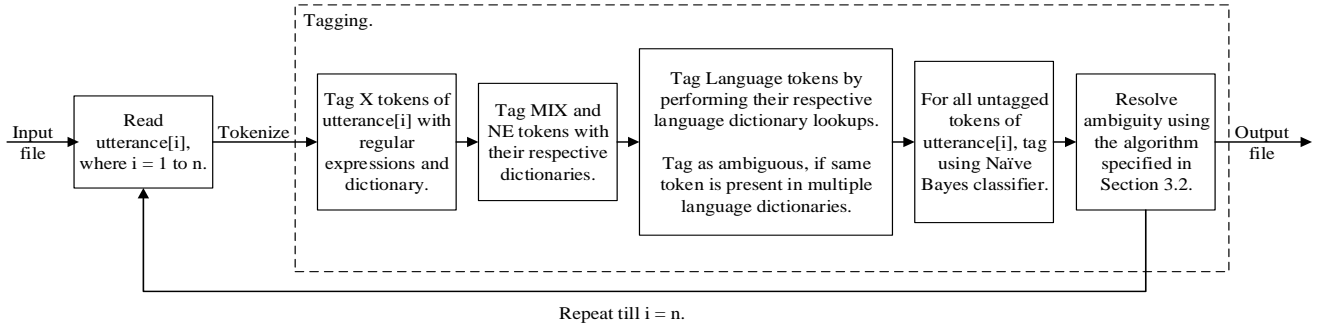 Tagging.
Input
file
Read
utterance[i],
where i = 1 to n.
Tokenize
Tag X tokens of
utterance[i] with
regular
expressions and
dictionary.
Tag MIX and
NE tokens with
their respective
dictionaries.
Tag Language tokens by
performing their respective
language dictionary lookups.
Tag as ambiguous, if same
token is present in multiple
language dictionaries.
For all untagged
tokens of
utterance[i], tag
using Naïve
Bayes classifier.
Resolve
ambiguity using
the algorithm
specified in
Section 3.2.
Output
file
Repeat till i = n.